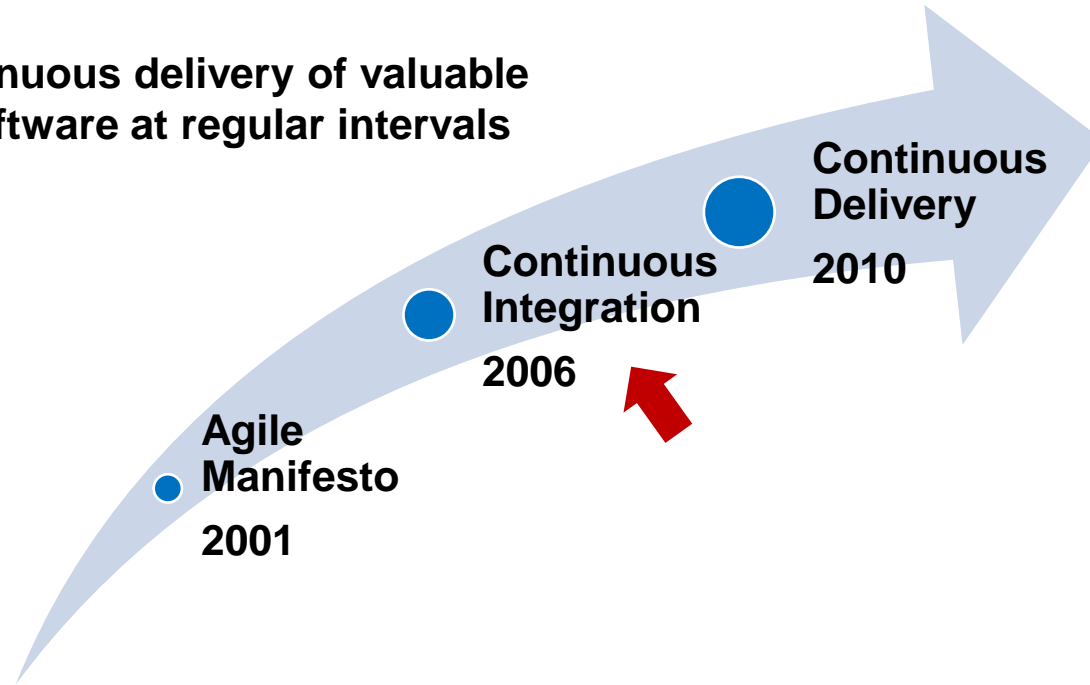 nuous delivery of valuable
ftware at regular intervals
Continuous
Delivery
2010
Continuous
Integration
2006
Agile
Manifesto
2001